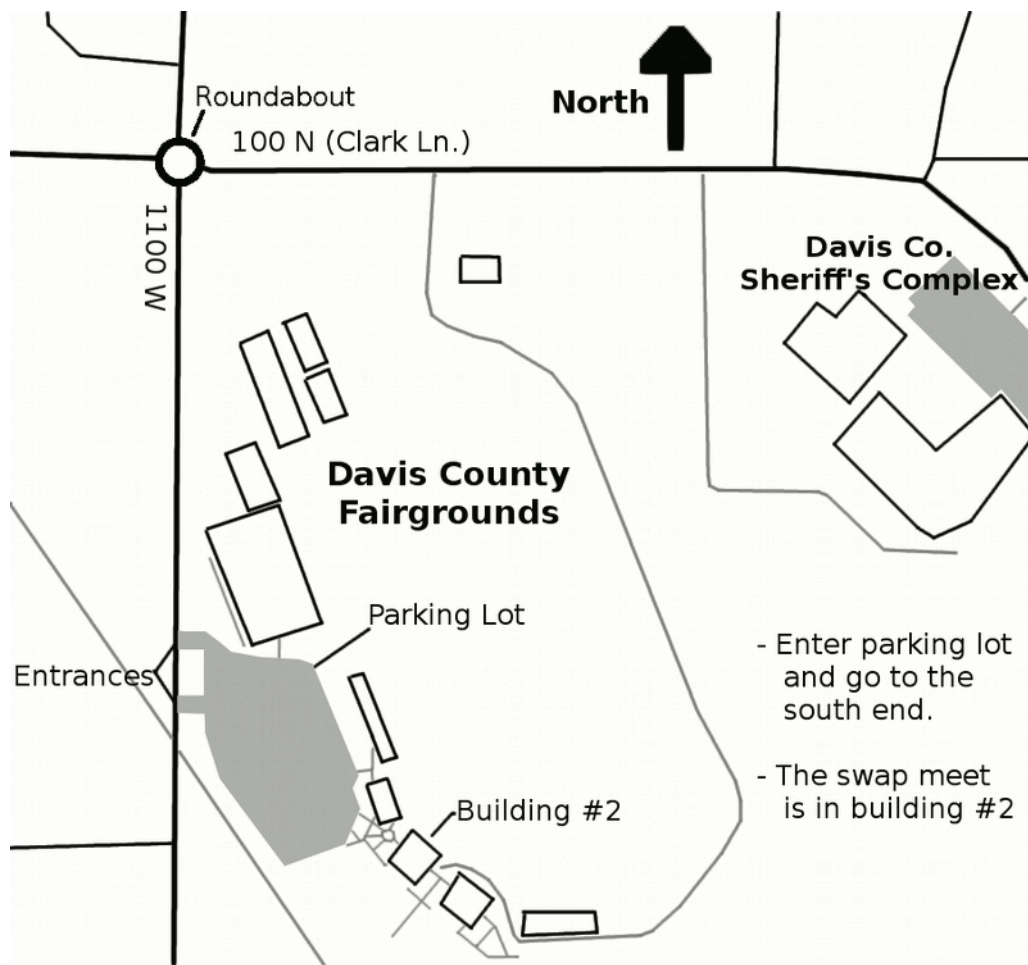 Roundabout
North
100 N (Clark Ln.)
1100 W
Davis Co.
Sheriff's Complex
Davis County
Fairgrounds
Parking Lot
Entrances
- Enter parking lot
and go to the
south end.
- The swap meet
is in building #2
Building #2